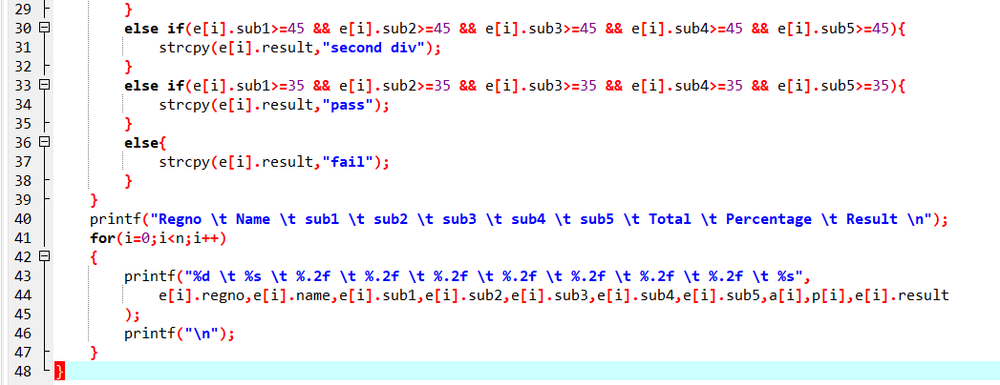 29 }
30 else if(e[i].sub1>=45 && e[i].sub2>=45 && e[i].sub3>=45 && e[i].sub4>=45 && e[i].sub5>=45){
31 strcpy(e[i].result,"second div");
32 }
33 else if(e[i].sub1>=35 && e[i].sub2>=35 && e[i].sub3>=35 && e[i].sub4>=35 && e[i].sub5>=35){
34 strcpy(e[i].result,"pass");
35 }
36 else{
37 strcpy(e[i].result,"fail");
38 }
39 }
40 printf("Regno \t Name \t sub1 \t sub2 \t sub3 \t sub4 \t sub5 \t Total \t Percentage \t Result \n");
41 for(i=0;i<n;i++)
42 {
43 printf("%d \t %s \t %.2f \t %.2f \t %.2f \t %.2f \t %.2f \t %.2f \t %.2f \t %s",
44 e[i].regno,e[i].name,e[i].sub1,e[i].sub2,e[i].sub3,e[i].sub4,e[i].sub5,a[i],p[i],e[i].result
45 );
46 printf("\n");
47 }
48 }